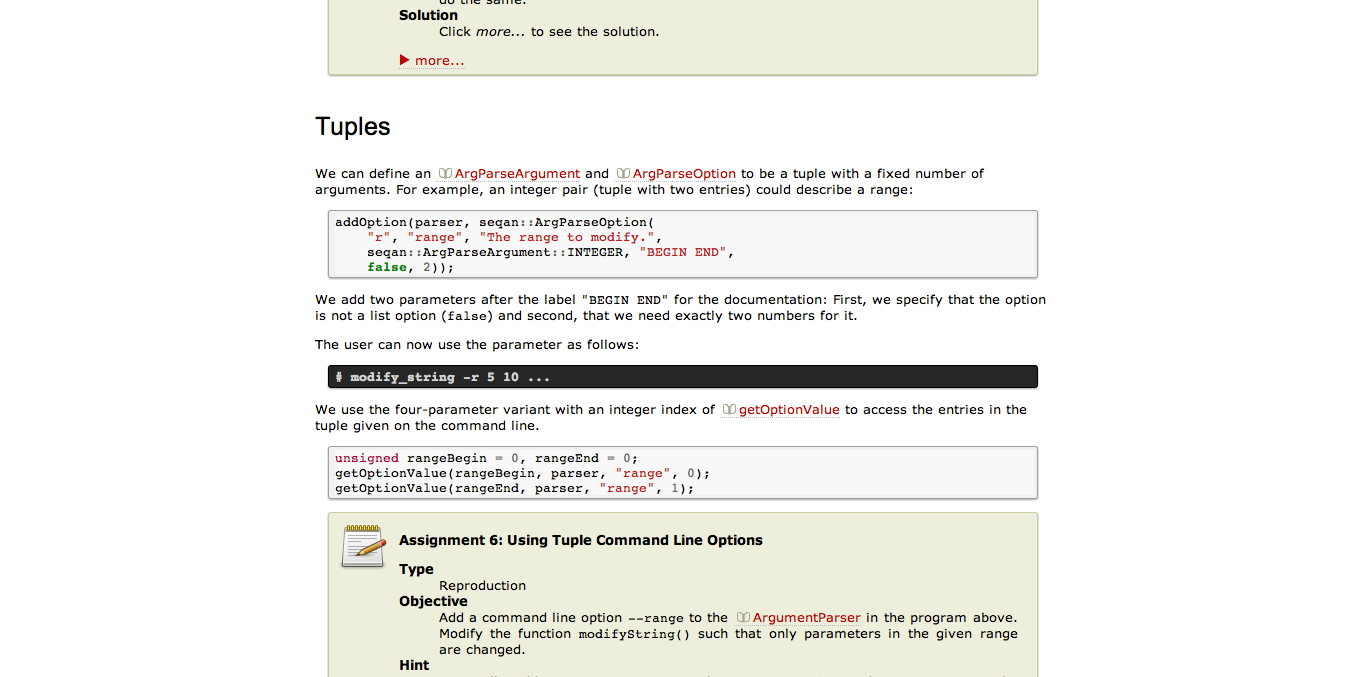 do the same.
Solution
Click more... to see the solution.
▶ more...
Tuples
We can define an ArgParseArgument and ArgParseOption to be a tuple with a fixed number of
arguments. For example, an integer pair (tuple with two entries) could describe a range:
addOption(parser, seqan::ArgParseOption(
    "r", "range", "The range to modify.",
    seqan::ArgParseArgument::INTEGER, "BEGIN END",
    false, 2));
We add two parameters after the label "BEGIN END" for the documentation: First, we specify that the option
is not a list option (false) and second, that we need exactly two numbers for it.
The user can now use the parameter as follows:
# modify_string -r 5 10 ...
We use the four-parameter variant with an integer index of getOptionValue to access the entries in the
tuple given on the command line.
unsigned rangeBegin = 0, rangeEnd = 0;
getOptionValue(rangeBegin, parser, "range", 0);
getOptionValue(rangeEnd, parser, "range", 1);
Assignment 6: Using Tuple Command Line Options
Type
Reproduction
Objective
Add a command line option --range to the ArgumentParser in the program above.
Modify the function modifyString() such that only parameters in the given range
are changed.
Hint